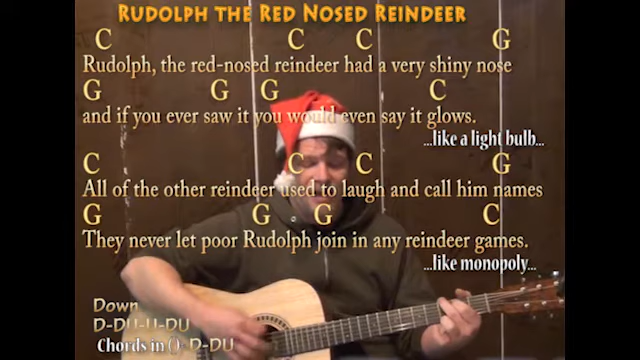 RUDOLPH THE RED NOSED REINDEER
C C C G
Rudolph, the red-nosed reindeer had a very shiny nose
G G G C
and if you ever saw it you would even say it glows.
...like a light bulb...
C C C G
All of the other reindeer used to laugh and call him names
G G G C
They never let poor Rudolph join in any reindeer games.
...like monopoly...
Down
D-DU-U-DU
Chords in () D-DU